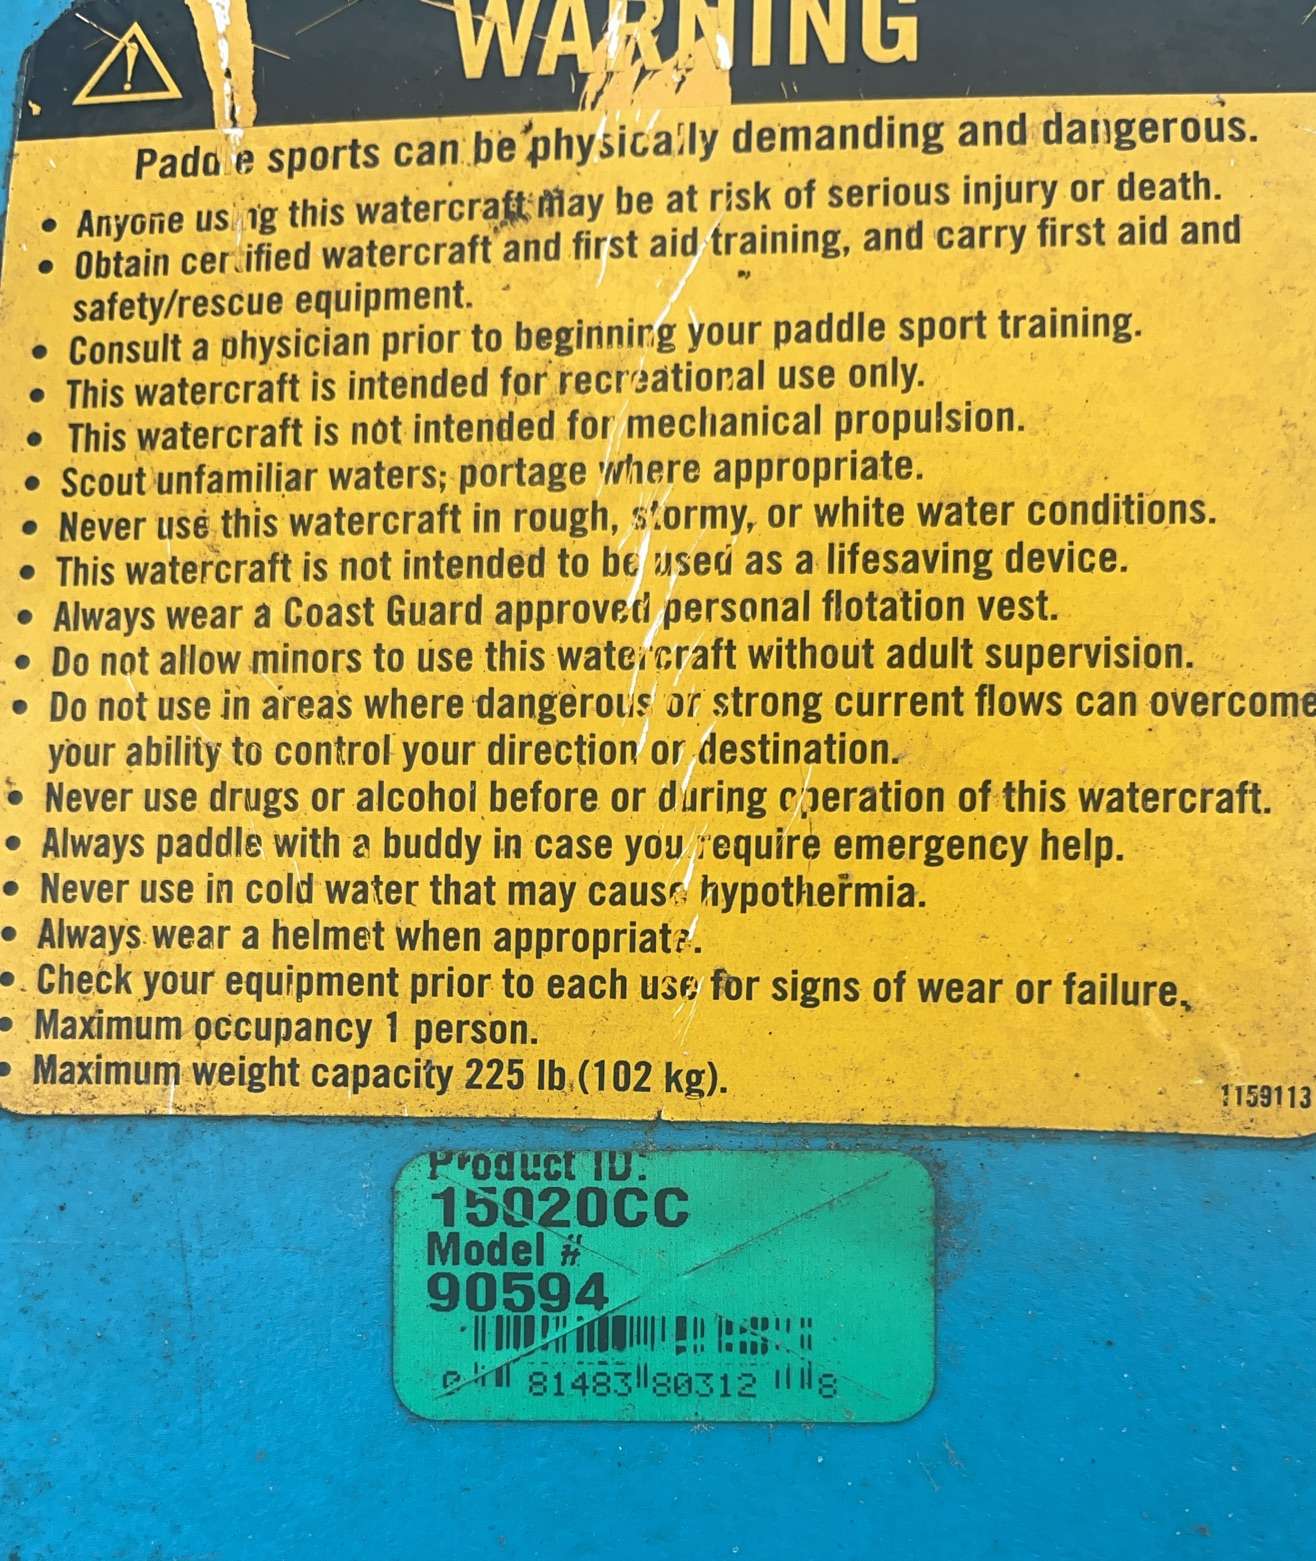 WARNING
Paddle sports can be physically demanding and dangerous.
• Anyone using this watercraft may be at risk of serious injury or death.
• Obtain certified watercraft and first aid training, and carry first aid and
safety/rescue equipment.
• Consult a physician prior to beginning your paddle sport training.
• This watercraft is intended for recreational use only.
• This watercraft is not intended for mechanical propulsion.
• Scout unfamiliar waters; portage where appropriate.
• Never use this watercraft in rough, stormy, or white water conditions.
• This watercraft is not intended to be used as a lifesaving device.
• Always wear a Coast Guard approved personal flotation vest.
• Do not allow minors to use this watercraft without adult supervision.
• Do not use in areas where dangerous or strong current flows can overcome
your ability to control your direction or destination.
• Never use drugs or alcohol before or during operation of this watercraft.
• Always paddle with a buddy in case you require emergency help.
• Never use in cold water that may cause hypothermia.
• Always wear a helmet when appropriate.
• Check your equipment prior to each use for signs of wear or failure.
• Maximum occupancy 1 person.
• Maximum weight capacity 225 lb (102 kg).
1159113
Product ID:
15020CC
Model #
90594
0 81483 80312 8